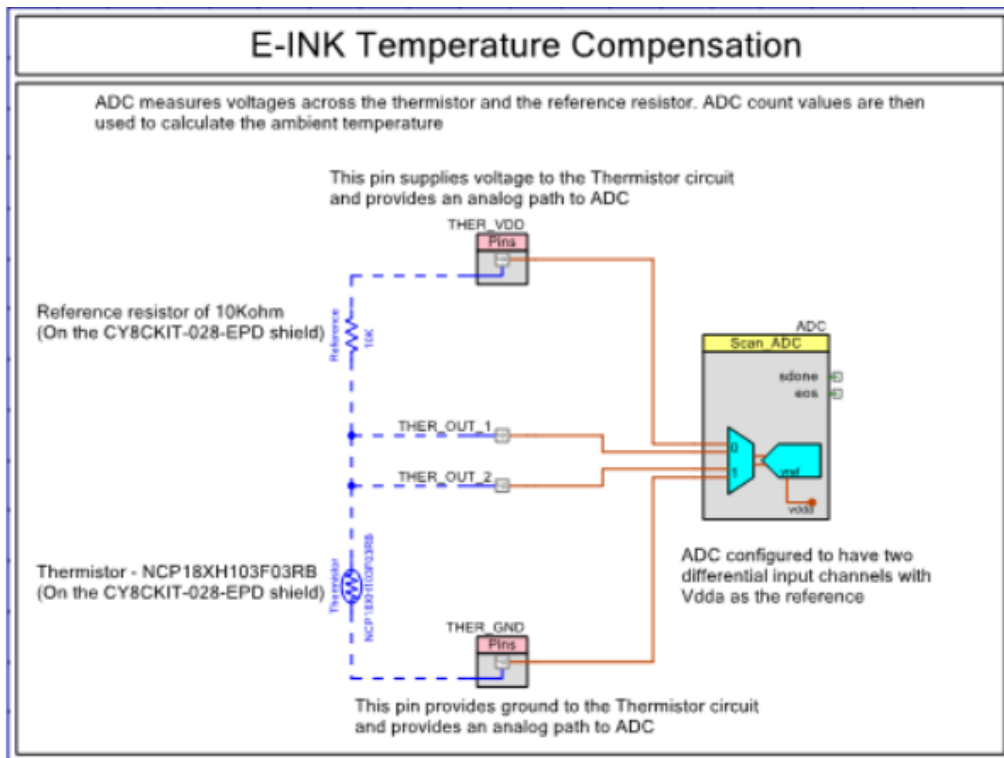 E-INK Temperature Compensation
ADC measures voltages across the thermistor and the reference resistor. ADC count values are then
used to calculate the ambient temperature
This pin supplies voltage to the Thermistor circuit
and provides an analog path to ADC
THER_VDD
Pins
Reference resistor of 10Kohm
(On the CY8CKIT-028-EPD shield)
Reference
10K
ADC
Scan_ADC
sdone
eos
THER_OUT_1
THER_OUT_2
0
1
vref
vdda
Thermistor - NCP18XH103F03RB
(On the CY8CKIT-028-EPD shield)
Thermistor
NCP18XH103F03RB
ADC configured to have two
differential input channels with
Vdda as the reference
THER_GND
Pins
This pin provides ground to the Thermistor circuit
and provides an analog path to ADC